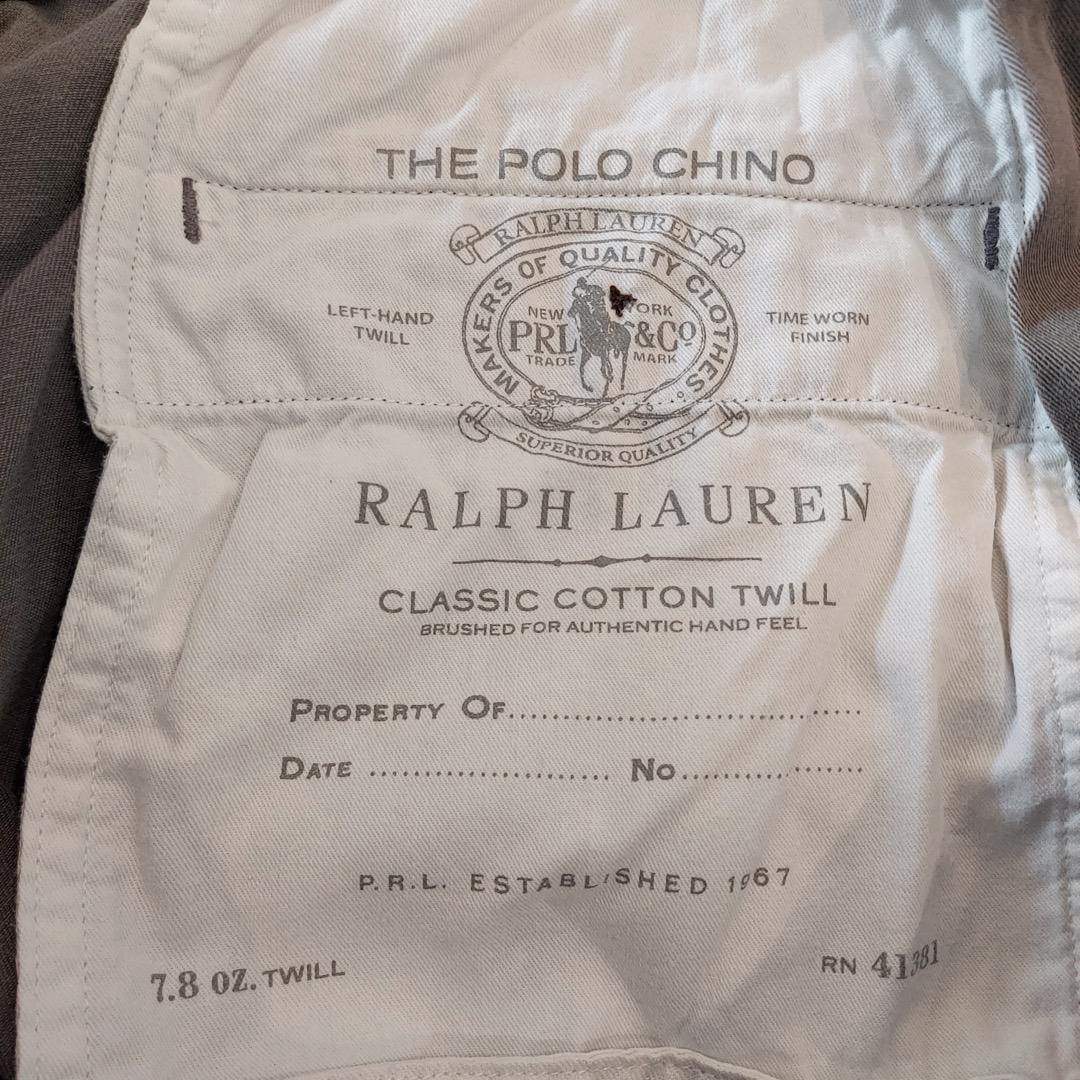 THE POLO CHINO
RALPH LAUREN
MAKERS OF QUALITY CLOTHES
NEW YORK
PRL & Co
TRADE MARK
LEFT-HAND
TWILL
TIME WORN
FINISH
SUPERIOR QUALITY
RALPH LAUREN
CLASSIC COTTON TWILL
BRUSHED FOR AUTHENTIC HAND FEEL
PROPERTY OF................................
DATE ........................ NO....................
P.R.L. ESTABLISHED 1967
7.8 OZ. TWILL
RN 41381